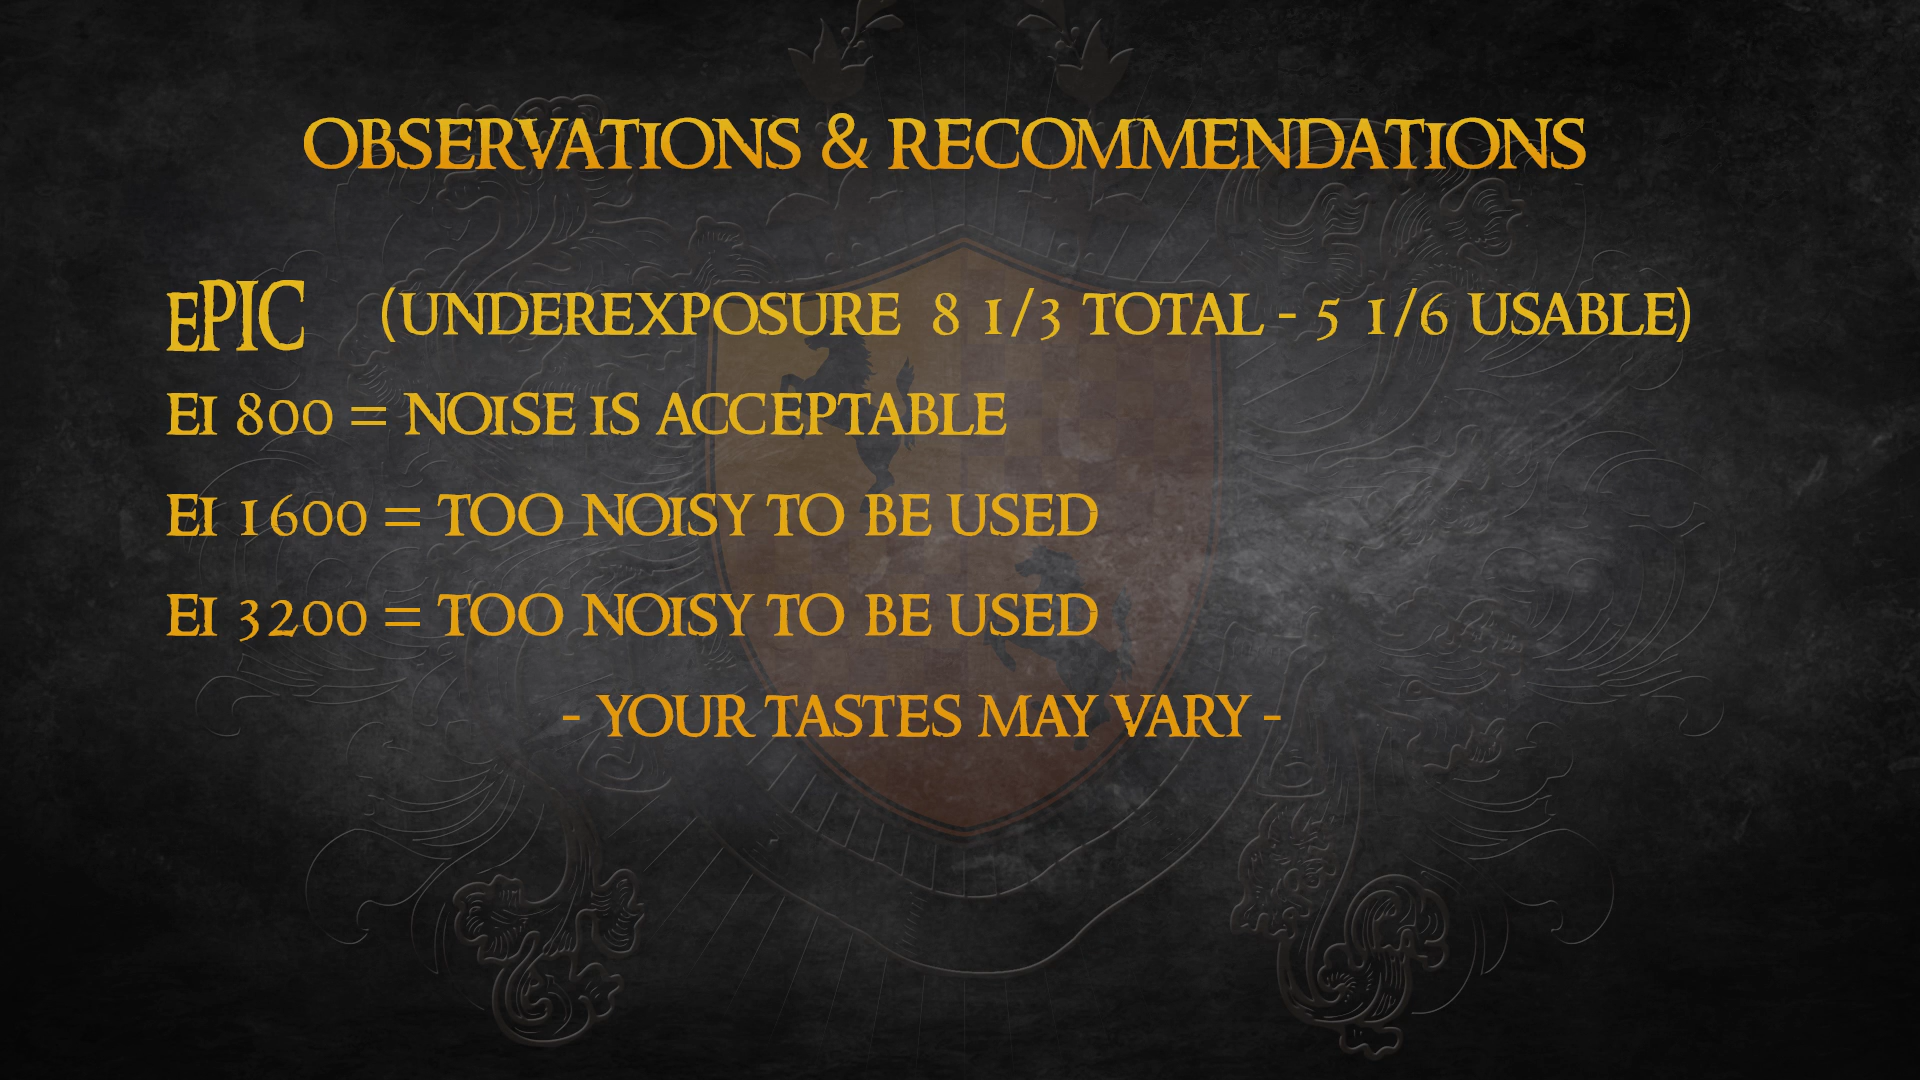 OBSERVATIONS & RECOMMENDATIONS
EPIC (UNDEREXPOSURE 8 1/3 TOTAL - 5 1/6 USABLE)
EI 800 = NOISE IS ACCEPTABLE
EI 1600 = TOO NOISY TO BE USED
EI 3200 = TOO NOISY TO BE USED
- YOUR TASTES MAY VARY -